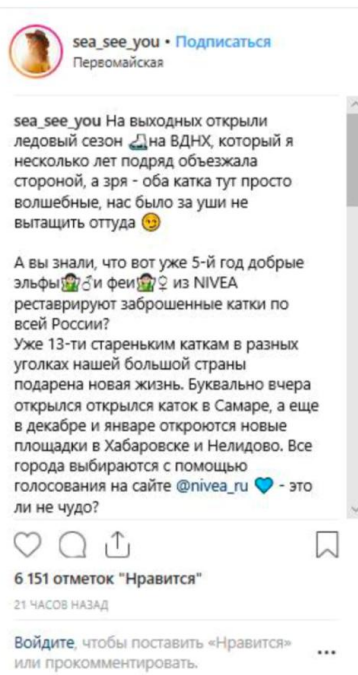 sea_see_you • Подписаться
Первомайская
sea_see_you На выходных открыли
ледовый сезон ⛸на ВДНХ, который я
несколько лет подряд объезжала
стороной, а зря - оба катка тут просто
волшебные, нас было за уши не
вытащить оттуда 😏
А вы знали, что вот уже 5-й год добрые
эльфы🧝♂и феи🧝♀ из NIVEA
реставрируют заброшенные катки по
всей России?
Уже 13-ти стареньким каткам в разных
уголках нашей большой страны
подарена новая жизнь. Буквально вчера
открылся открылся каток в Самаре, а еще
в декабре и январе откроются новые
площадки в Хабаровске и Нелидово. Все
города выбираются с помощью
голосования на сайте @nivea_ru 💙 - это
ли не чудо?
6 151 отметок "Нравится"
21 ЧАСОВ НАЗАД
Войдите, чтобы поставить «Нравится»
или прокомментировать.